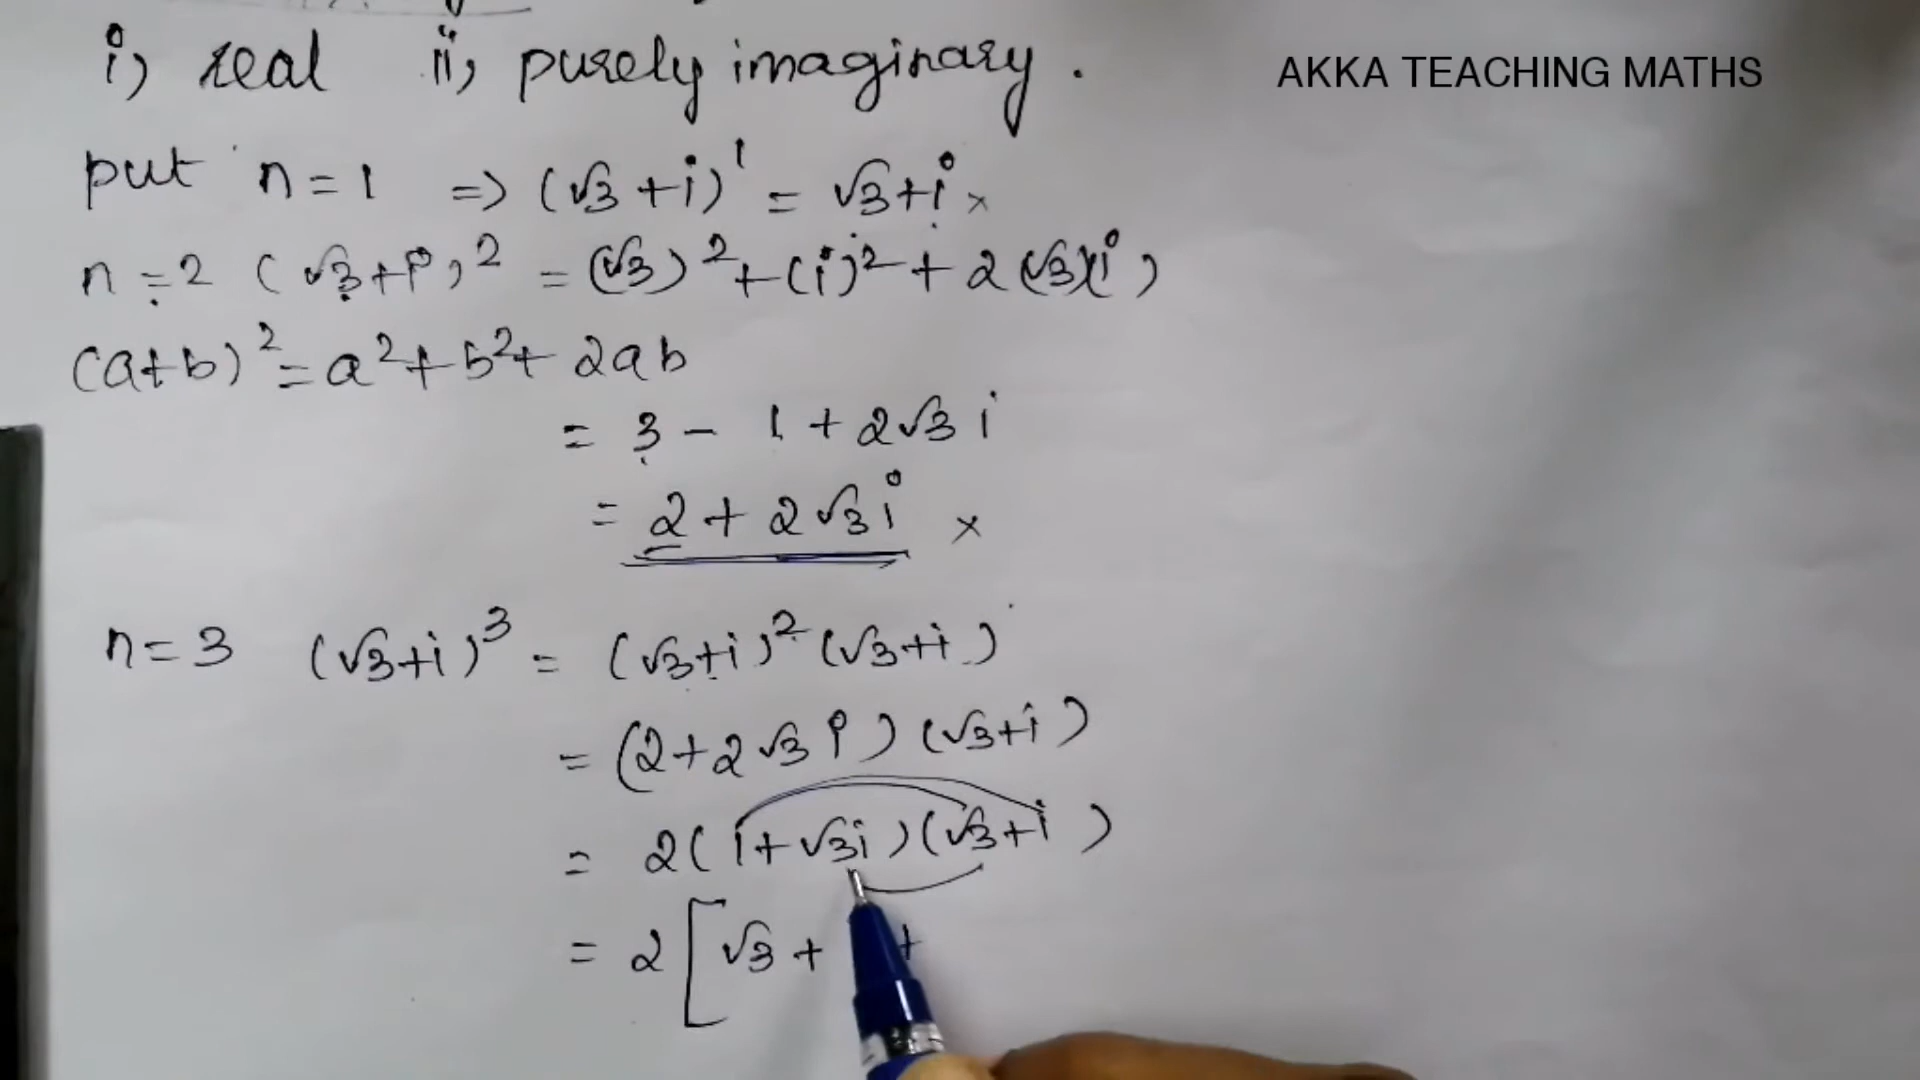 i) real ii) purely imaginary.
AKKA TEACHING MATHS
put n=1 => (√3+i)¹ = √3+i ×
n=2 (√3+i)² = (√3)²+(i)²+2(√3)(i)
(a+b)²=a²+b²+2ab
= 3-1+2√3 i
= 2+2√3i ×
n=3 (√3+i)³ = (√3+i)²(√3+i)
= (2+2√3 i)(√3+i)
= 2(1+√3i)(√3+i)
= 2[√3 + +